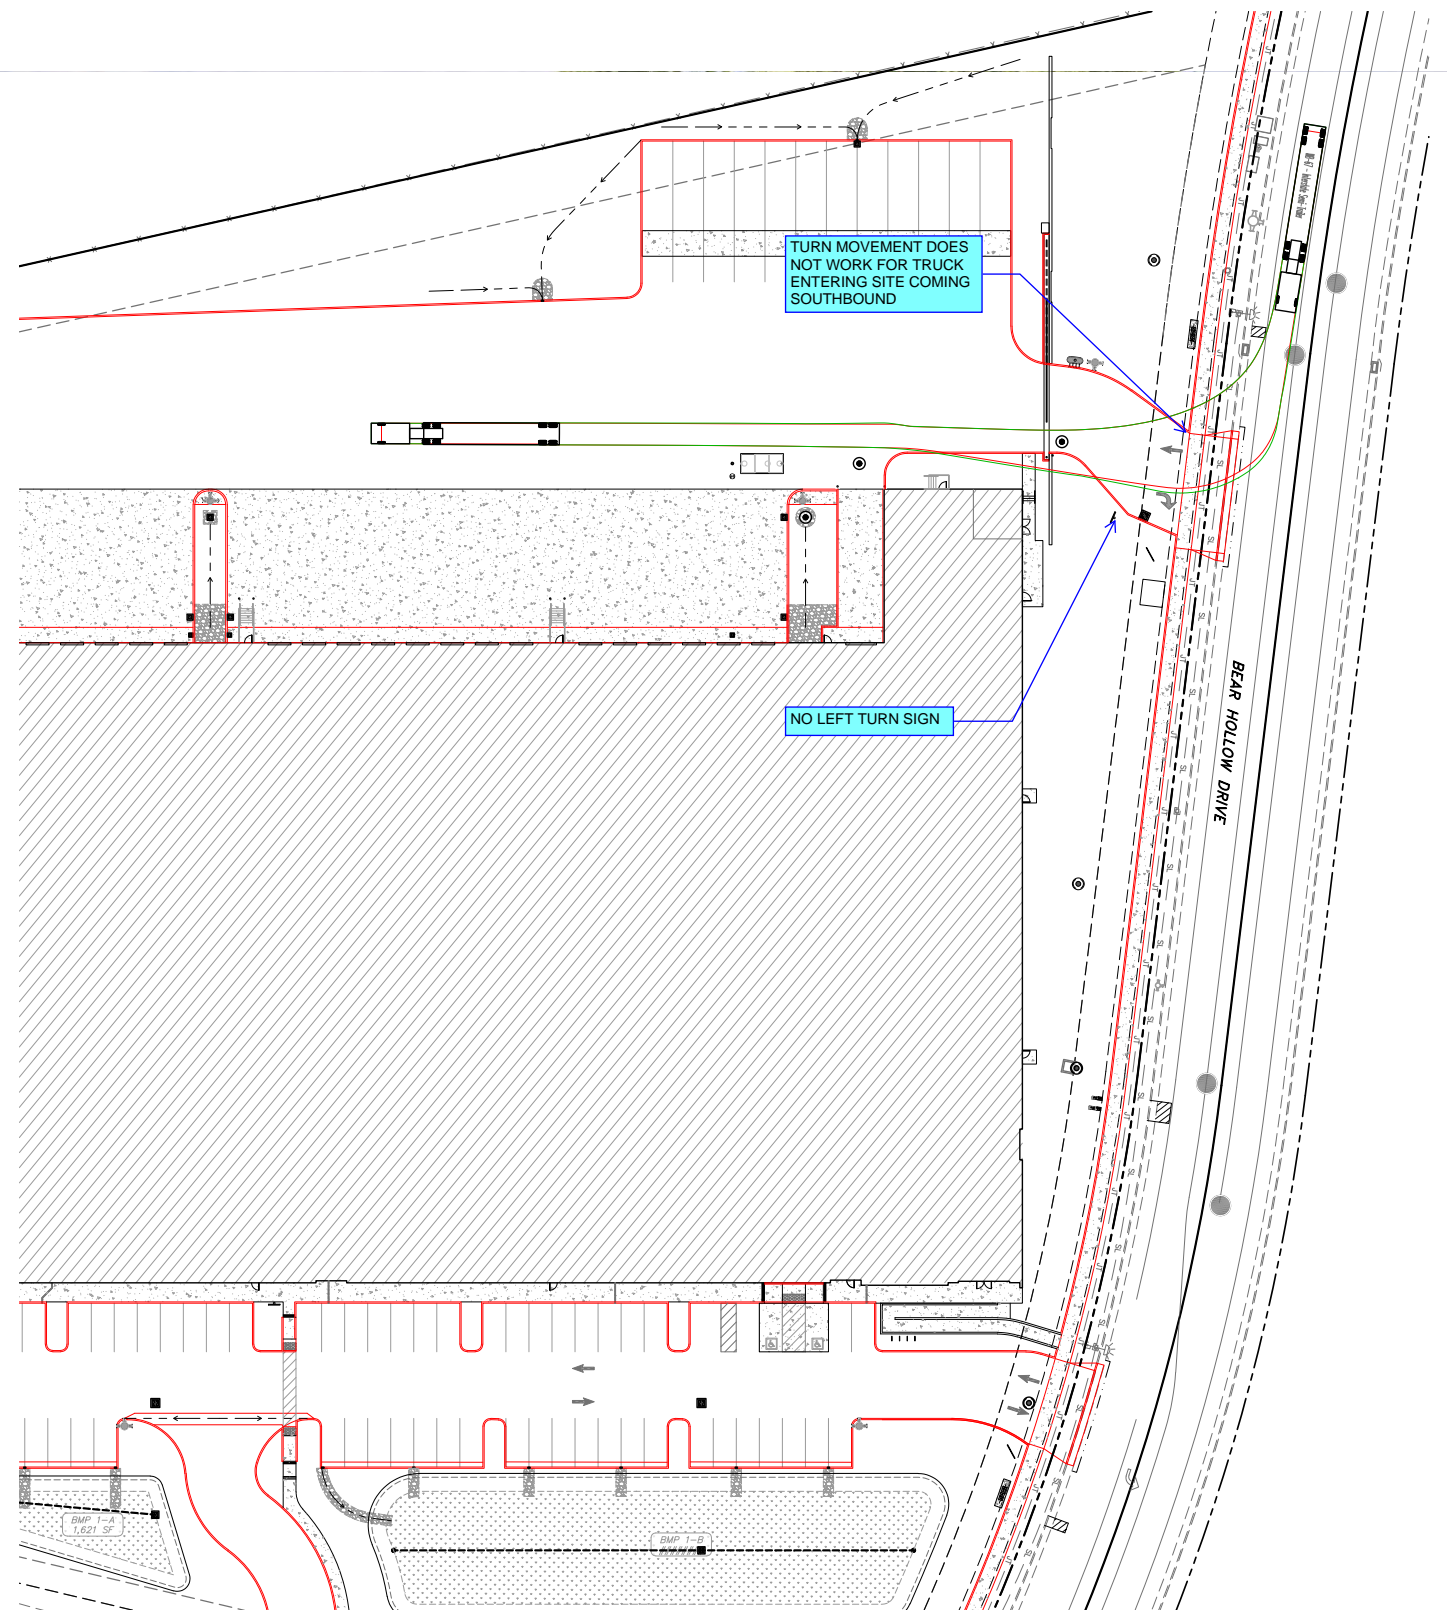 TURN MOVEMENT DOES
NOT WORK FOR TRUCK
ENTERING SITE COMING
SOUTHBOUND
NO LEFT TURN SIGN
BEAR HOLLOW DRIVE
BMP 1-A
1,621 SF
BMP 1-B